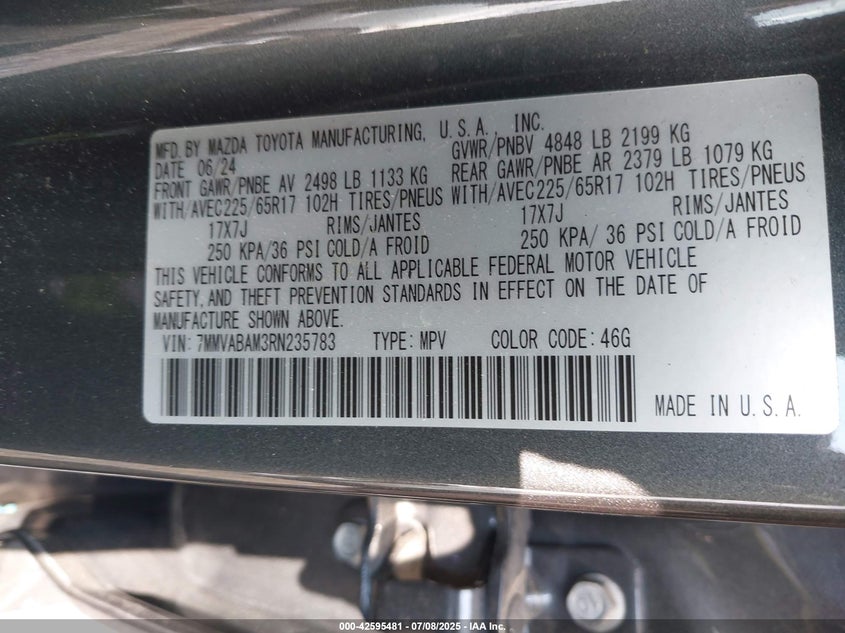 MFD.BY MAZDA TOYOTA MANUFACTURING, U.S.A. INC.
DATE 06/24 GVWR/PNBV 4848 LB 2199 KG
FRONT GAWR/PNBE AV 2498 LB 1133 KG REAR GAWR/PNBE AR 2379 LB 1079 KG
WITH/AVEC225/65R17 102H TIRES/PNEUS WITH/AVEC225/65R17 102H TIRES/PNEUS
17X7J RIMS/JANTES 17X7J RIMS/JANTES
250 KPA/36 PSI COLD/A FROID 250 KPA/ 36 PSI COLD/A FROID
THIS VEHICLE CONFORMS TO ALL APPLICABLE FEDERAL MOTOR VEHICLE
SAFETY, AND THEFT PREVENTION STANDARDS IN EFFECT ON THE DATE OF
MANUFACTURE SHOWN ABOVE.
VIN: 7MMVABAM3RN235783 TYPE: MPV COLOR CODE: 46G
MADE IN U.S.A.
000-42595481 - 07/08/2025 - IAA Inc.